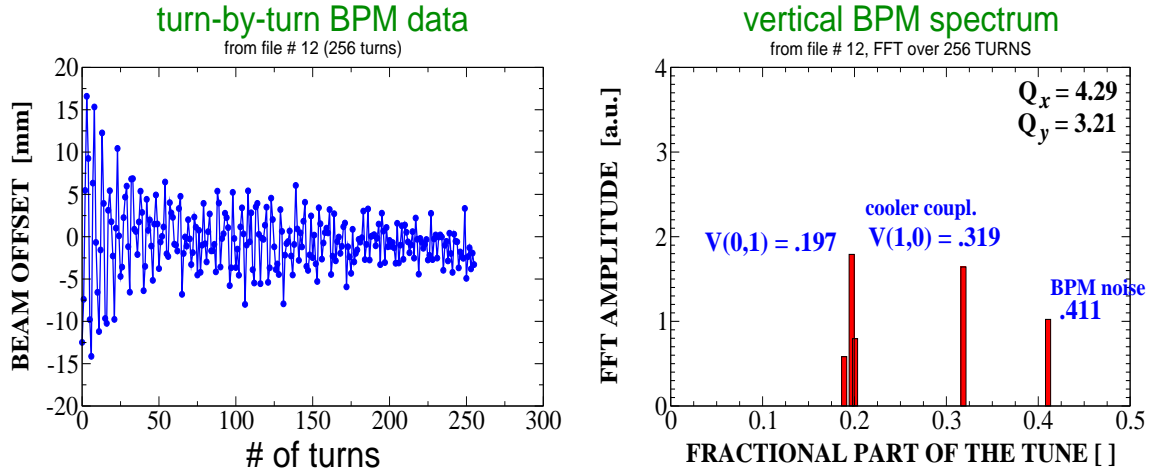 turn-by-turn BPM data
from file # 12 (256 turns)
BEAM OFFSET [mm]
20
15
10
5
0
-5
-10
-15
-20
0
50
100
150
200
250
300
# of turns
vertical BPM spectrum
from file # 12, FFT over 256 TURNS
FFT AMPLITUDE [a.u.]
4
3
2
1
0
Qx = 4.29
Qy = 3.21
cooler coupl.
V(0,1) = .197
V(1,0) = .319
BPM noise
.411
0
0.1
0.2
0.3
0.4
0.5
FRACTIONAL PART OF THE TUNE [ ]